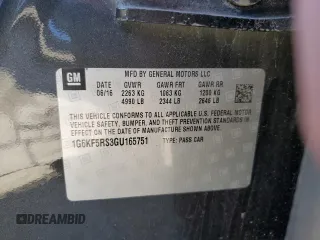 GM
MFD BY GENERAL MOTORS LLC
DATE GVWR GAWR FRT GAWR RR
06/16 2263 KG 1063 KG 1200 KG
4990 LB 2344 LB 2646 LB
THIS VEHICLE CONFORMS TO ALL APPLICABLE U.S. FEDERAL MOTOR
VEHICLE SAFETY, BUMPER, AND THEFT PREVENTION STANDARDS IN
EFFECT ON THE DATE OF MANUFACTURE SHOWN ABOVE.
1G6KF5RS3GU165751 TYPE: PASS CAR
DREAMBID